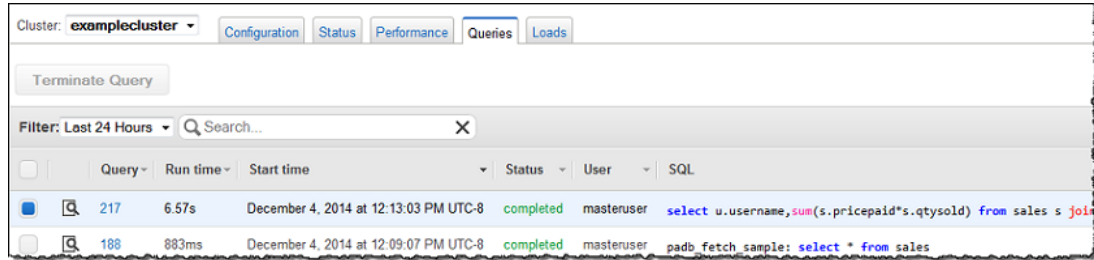 Cluster: examplecluster Configuration Status Performance Queries Loads
Terminate Query
Filter: Last 24 Hours Search...
Query Run time Start time Status User SQL
217 6.57s December 4, 2014 at 12:13:03 PM UTC-8 completed masteruser select u.username,sum(s.pricepaid*s.qtysold) from sales s join
188 883ms December 4, 2014 at 12:09:07 PM UTC-8 completed masteruser padb_fetch_sample: select * from sales